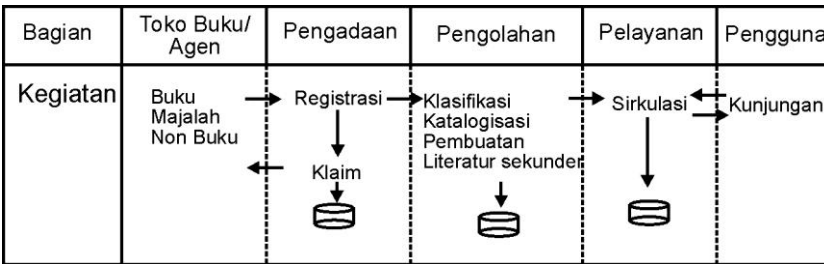 Bagian
Toko Buku/
Agen
Pengadaan
Pengolahan
Pelayanan
Pengguna
Kegiatan
Buku
Majalah
Non Buku
Registrasi
Klaim
Klasifikasi
Katalogisasi
Pembuatan
Literatur sekunder
Sirkulasi
Kunjungan